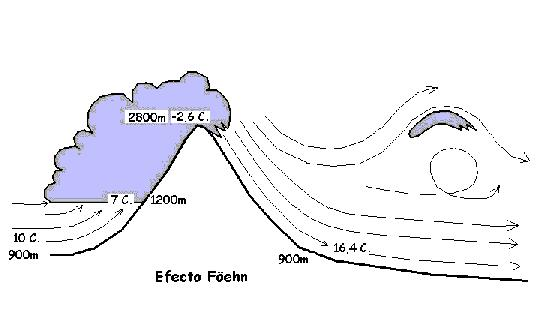 2800m -2,6 C.
7 C. 1200m
10 C.
900m
16,4 C.
900m
Efecto Föehn